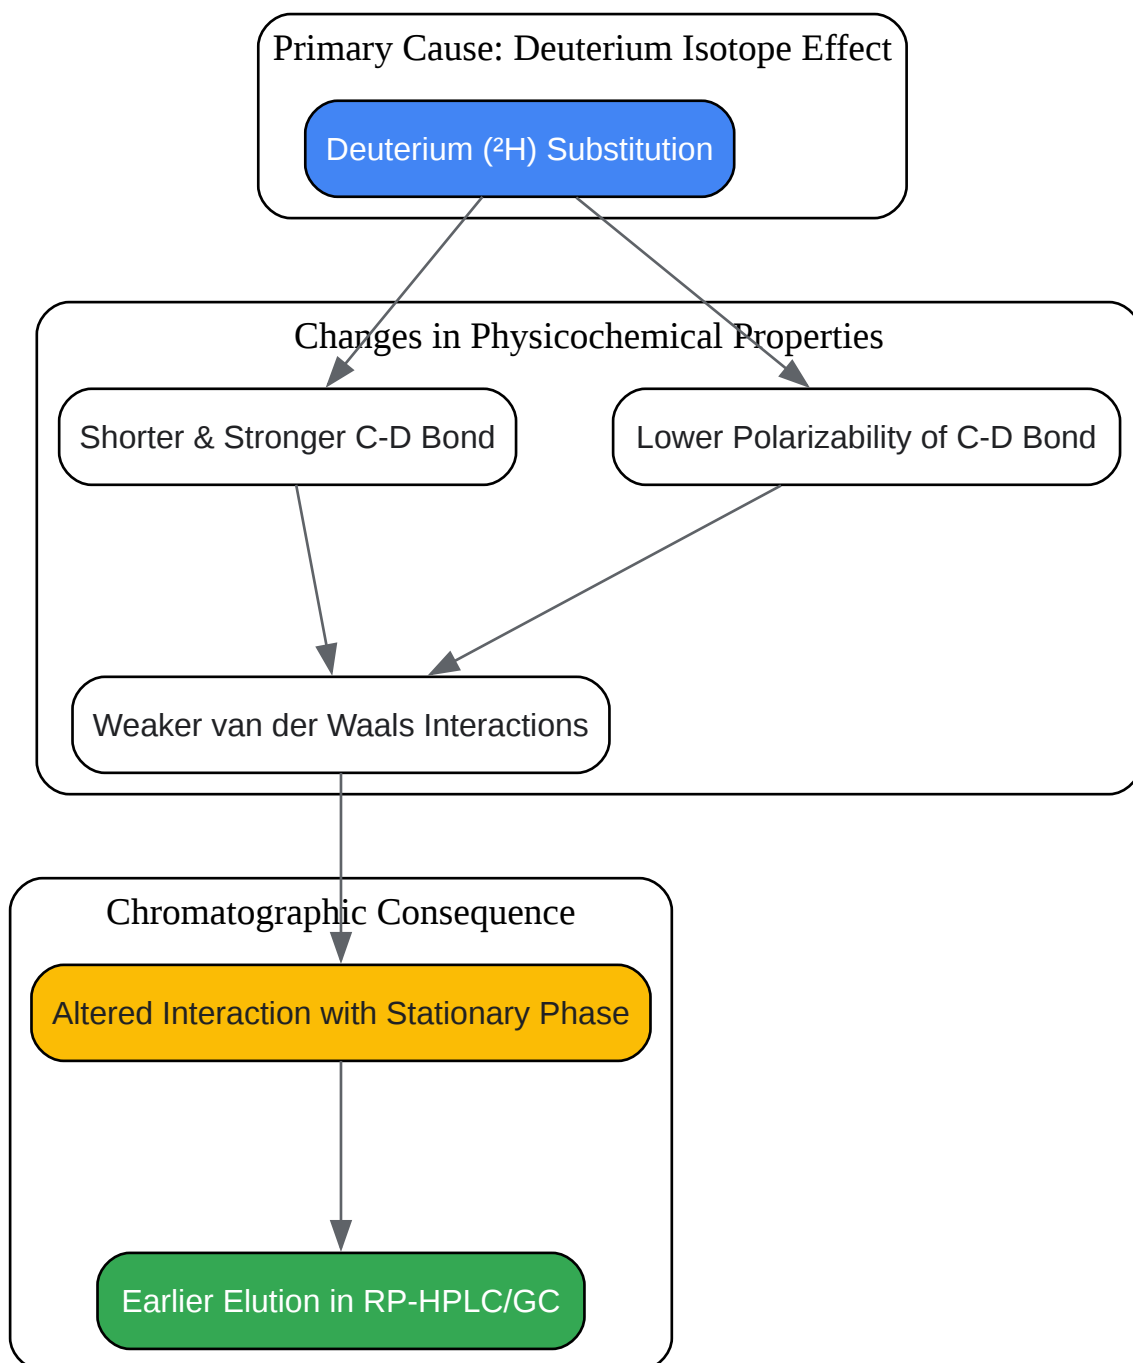 Primary Cause: Deuterium Isotope Effect
Deuterium (²H) Substitution
Changes in Physicochemical Properties
Shorter & Stronger C-D Bond
Lower Polarizability of C-D Bond
Weaker van der Waals Interactions
Chromatographic Consequence
Altered Interaction with Stationary Phase
Earlier Elution in RP-HPLC/GC